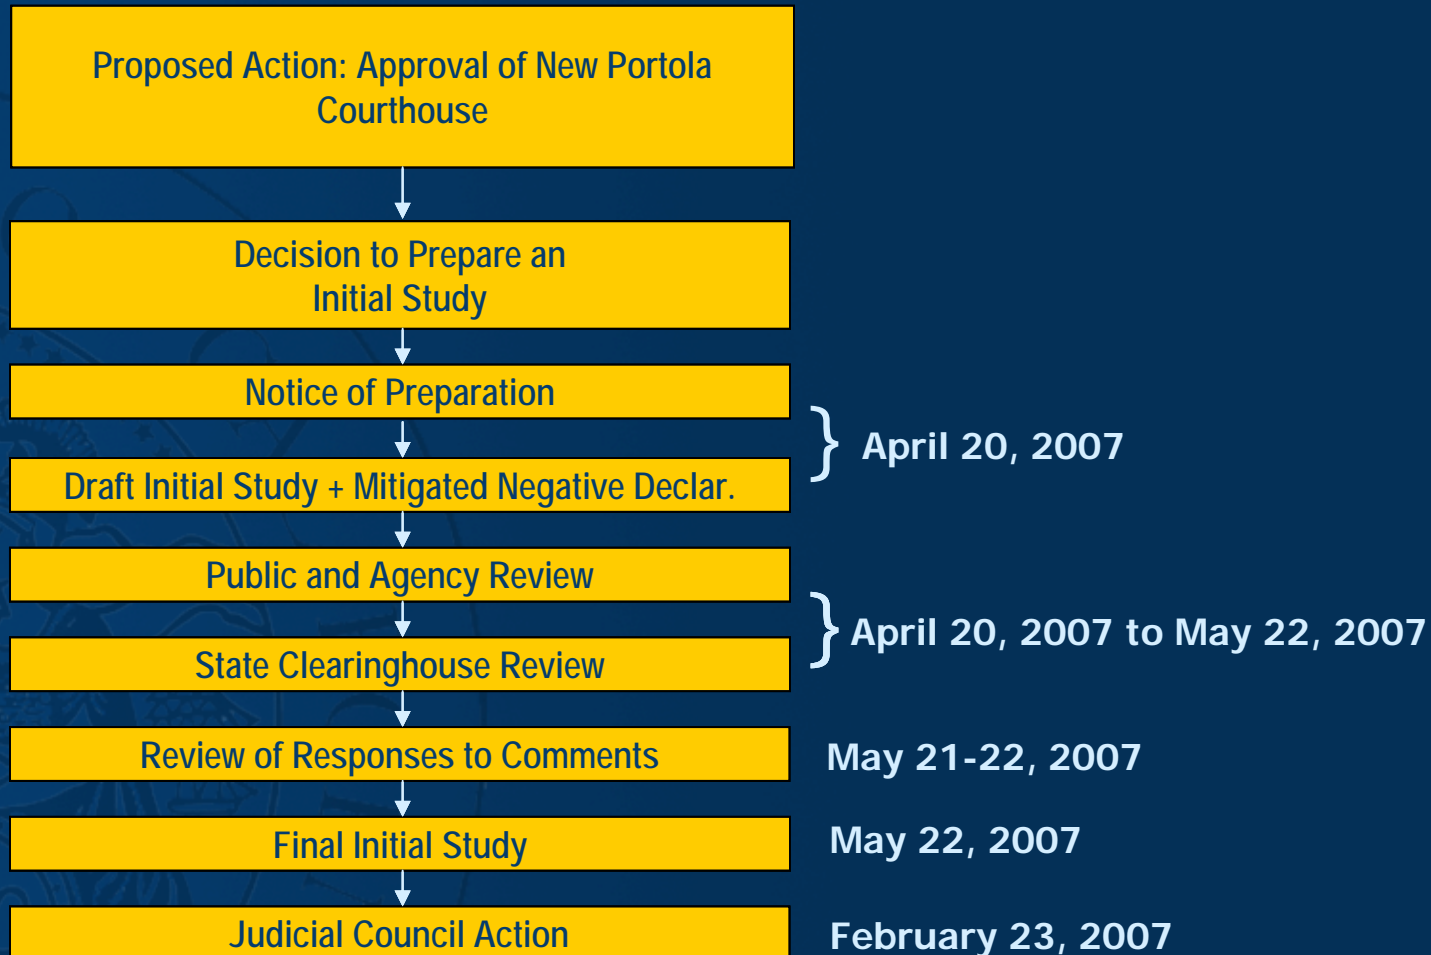 Proposed Action: Approval of New Portola
Courthouse
Decision to Prepare an
Initial Study
Notice of Preparation
} April 20, 2007
Draft Initial Study + Mitigated Negative Declar.
Public and Agency Review
} April 20, 2007 to May 22, 2007
State Clearinghouse Review
Review of Responses to Comments
May 21-22, 2007
Final Initial Study
May 22, 2007
Judicial Council Action
February 23, 2007